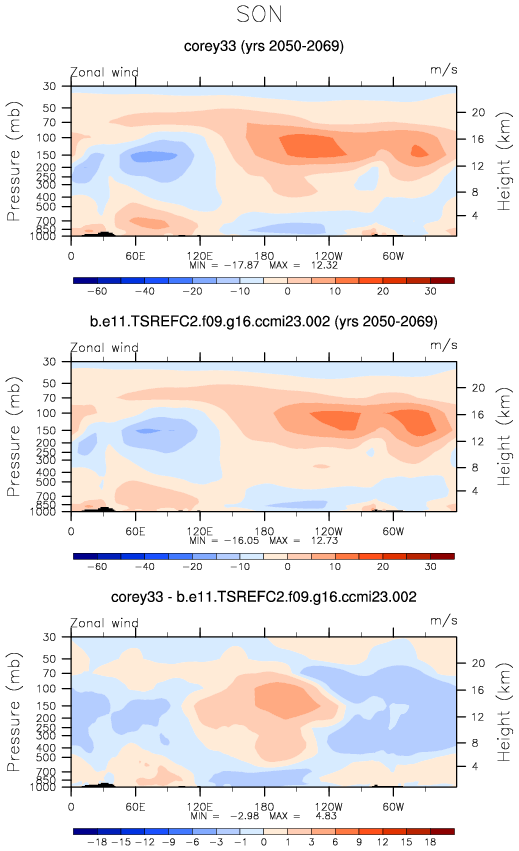 SON
corey33 (yrs 2050-2069)
Zonal wind m/s
30
50
70
100
150
200
250
300
400
500
700
850
1000
Pressure (mb)
20
16
12
8
4
Height (km)
0 60E 120E 180 120W 60W
MIN = -17.87 MAX = 12.32
-60 -40 -20 -10 0 10 20 30
b.e11.TSREFC2.f09.g16.ccmi23.002 (yrs 2050-2069)
Zonal wind m/s
30
50
70
100
150
200
250
300
400
500
700
850
1000
Pressure (mb)
20
16
12
8
4
Height (km)
0 60E 120E 180 120W 60W
MIN = -16.05 MAX = 12.73
-60 -40 -20 -10 0 10 20 30
corey33 - b.e11.TSREFC2.f09.g16.ccmi23.002
Zonal wind m/s
30
50
70
100
150
200
250
300
400
500
700
850
1000
Pressure (mb)
20
16
12
8
4
Height (km)
0 60E 120E 180 120W 60W
MIN = -2.98 MAX = 4.83
-18 -15 -12 -9 -6 -3 -1 0 1 3 6 9 12 15 18